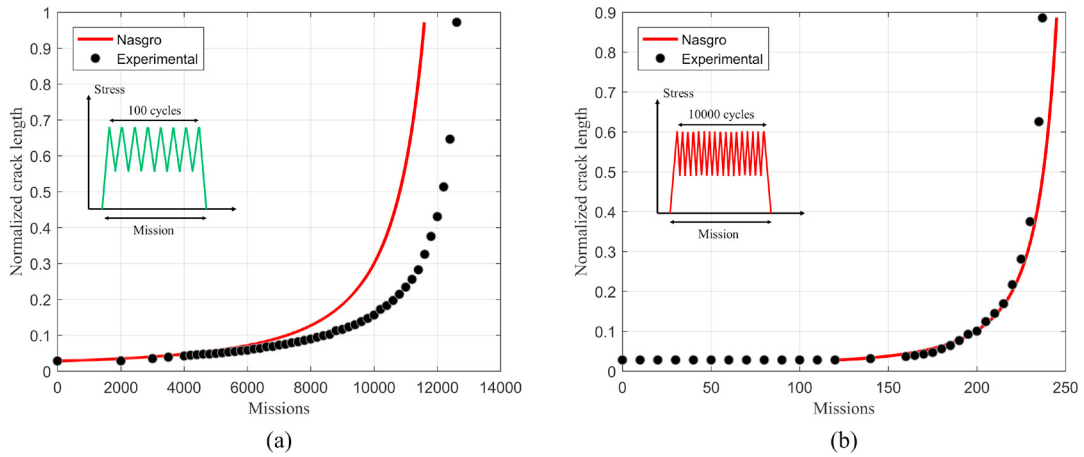 Nasgro
Experimental
Stress
100 cycles
Mission
Normalized crack length
1
0.9
0.8
0.7
0.6
0.5
0.4
0.3
0.2
0.1
0
0 2000 4000 6000 8000 10000 12000 14000
Missions
(a)
Nasgro
Experimental
Stress
10000 cycles
Mission
Normalized crack length
0.9
0.8
0.7
0.6
0.5
0.4
0.3
0.2
0.1
0
0 50 100 150 200 250
Missions
(b)